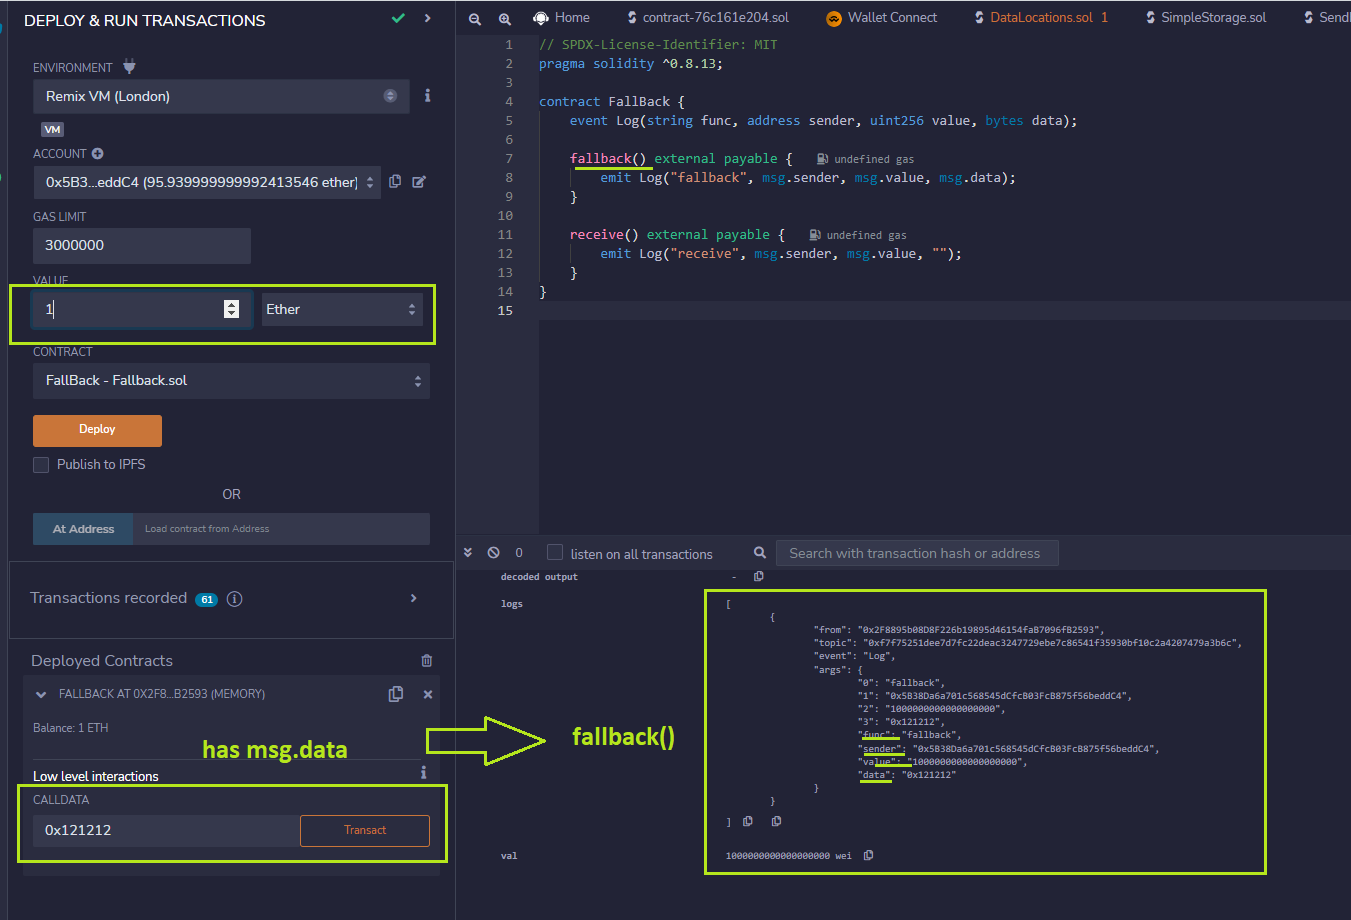 DEPLOY & RUN TRANSACTIONS
ENVIRONMENT
Remix VM (London)
VM
ACCOUNT
0x5B3...eddC4 (95.939999999992413546 ether)
GAS LIMIT
3000000
VALUE
1
Ether
CONTRACT
FallBack - Fallback.sol
Deploy
Publish to IPFS
OR
At Address
Load contract from Address
Transactions recorded 61
Deployed Contracts
FALLBACK AT 0X2F8...B2593 (MEMORY)
Balance: 1 ETH
has msg.data
Low level interactions
CALLDATA
0x121212
Transact
fallback()
Home
contract-76c161e204.sol
Wallet Connect
DataLocations.sol 1
SimpleStorage.sol
Send
1 // SPDX-License-Identifier: MIT
2 pragma solidity ^0.8.13;
3
4 contract FallBack {
5 event Log(string func, address sender, uint256 value, bytes data);
6
7 fallback() external payable { undefined gas
8 emit Log("fallback", msg.sender, msg.value, msg.data);
9 }
10
11 receive() external payable { undefined gas
12 emit Log("receive", msg.sender, msg.value, "");
13 }
14 }
15
0
listen on all transactions
Search with transaction hash or address
decoded output -
logs [
{
"from": "0x2F8895b08D8F226b19895d46154faB7096fB2593",
"topic": "0xf7f75251dee7d7fc22deac3247729ebe7c86541f35930bf10c2a4207479a3b6c",
"event": "Log",
"args": {
"0": "fallback",
"1": "0x5B38Da6a701c568545dCfcB03FcB875f56beddC4",
"2": "1000000000000000000",
"3": "0x121212",
"func": "fallback",
"sender": "0x5B38Da6a701c568545dCfcB03FcB875f56beddC4",
"value": "1000000000000000000",
"data": "0x121212"
}
}
]
val 1000000000000000000 wei